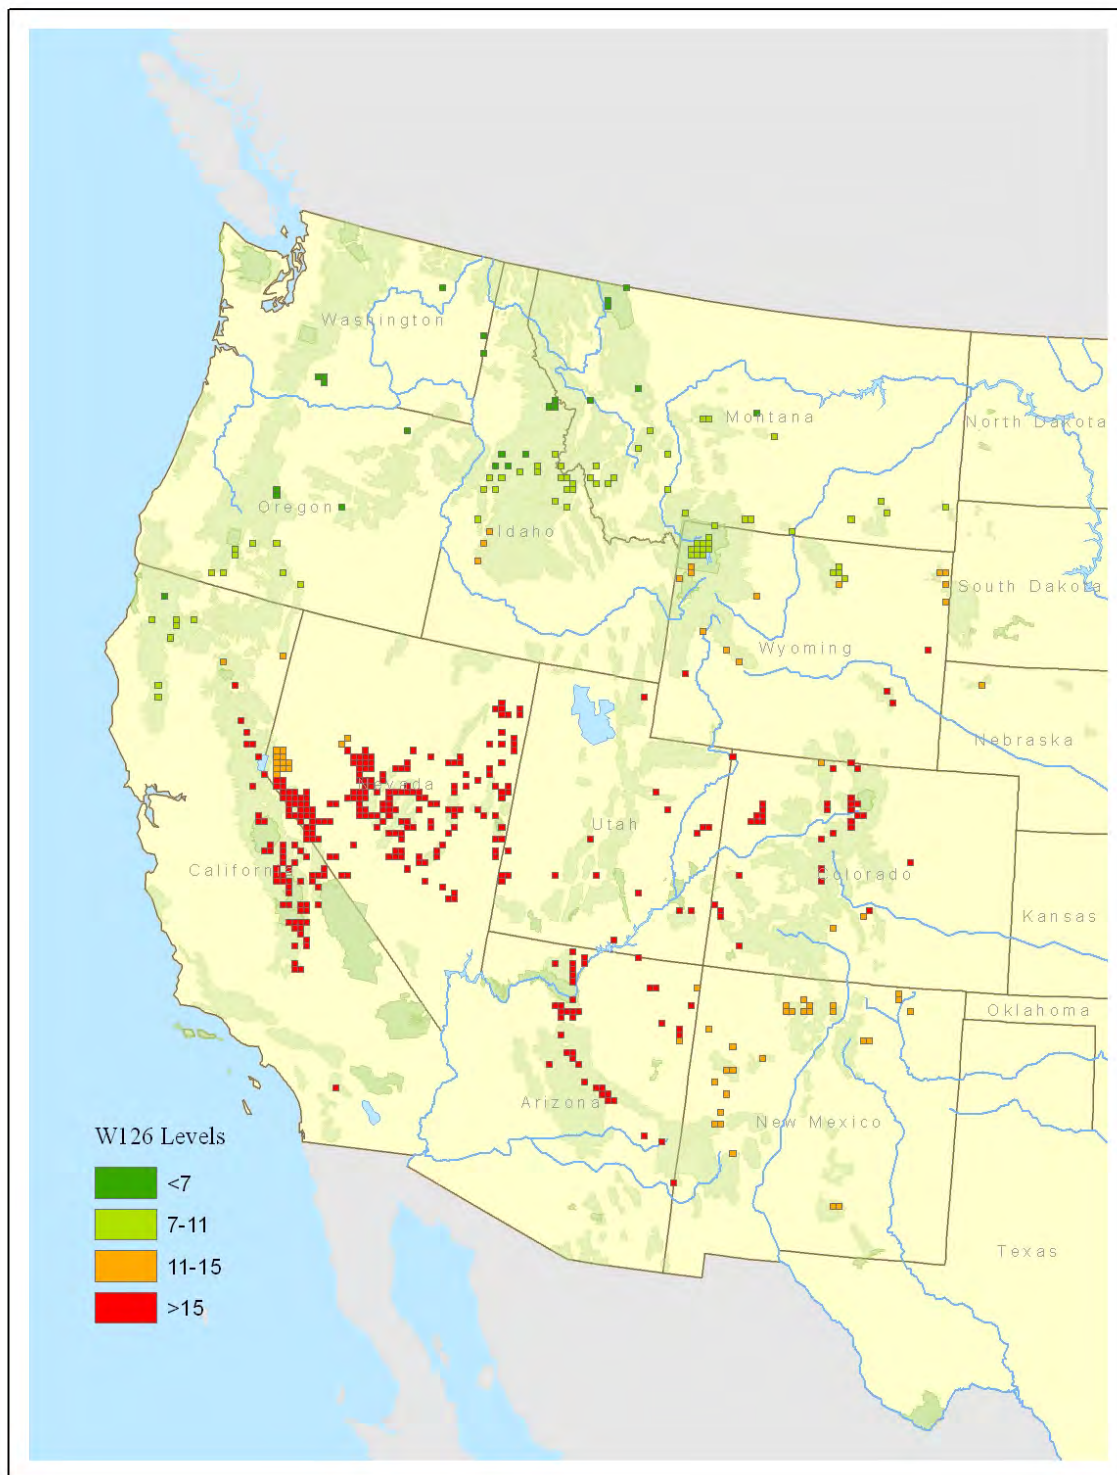 Washington
Montana
North Dakota
Oregon
Idaho
South Dakota
Wyoming
Nebraska
Nevada
Utah
California
Colorado
Kansas
Oklahoma
Arizona
New Mexico
Texas
W126 Levels
<7
7-11
11-15
>15